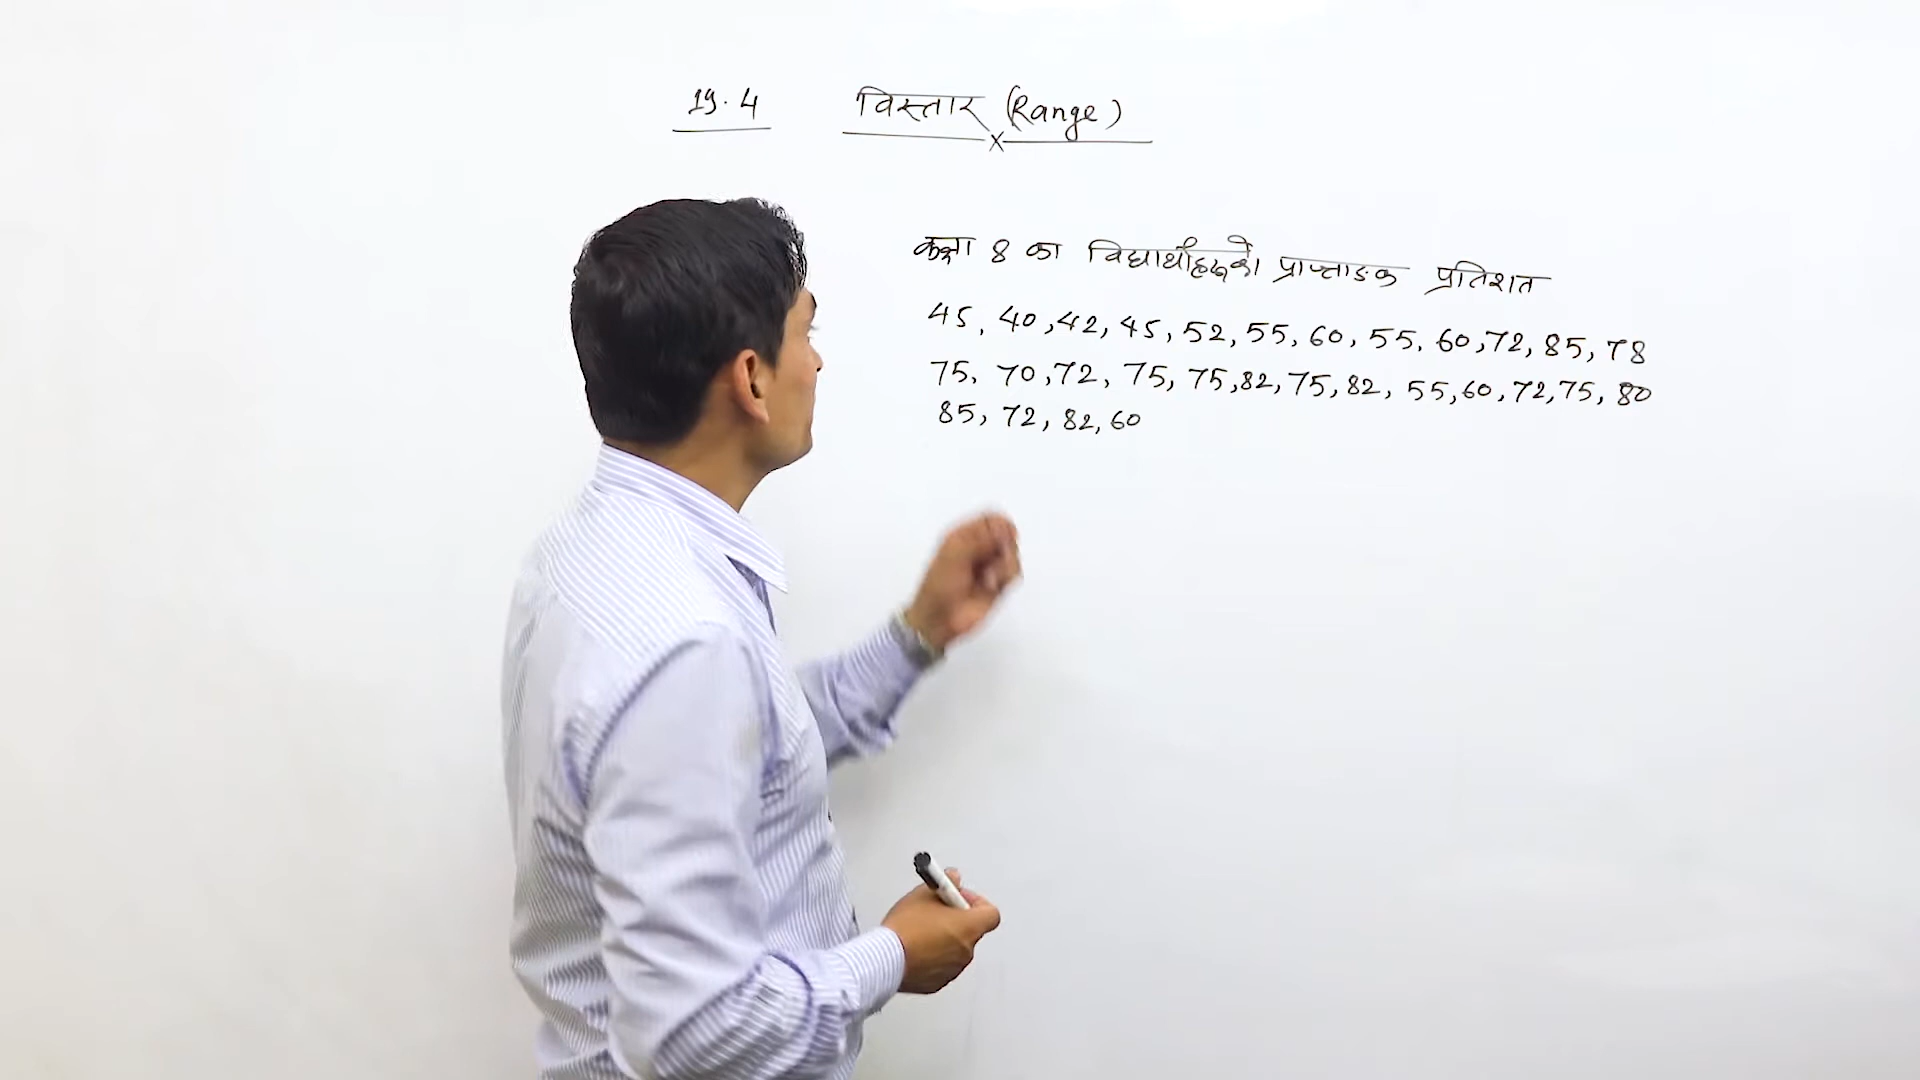 19.4 विस्तार (Range)
x
कक्षा 8 का विद्यार्थीहरूको प्राप्ताङक प्रतिशत
45, 40, 42, 45, 52, 55, 60, 55, 60, 72, 85, 78
75, 70, 72, 75, 75, 82, 75, 82, 55, 60, 72, 75, 80
85, 72, 82, 60